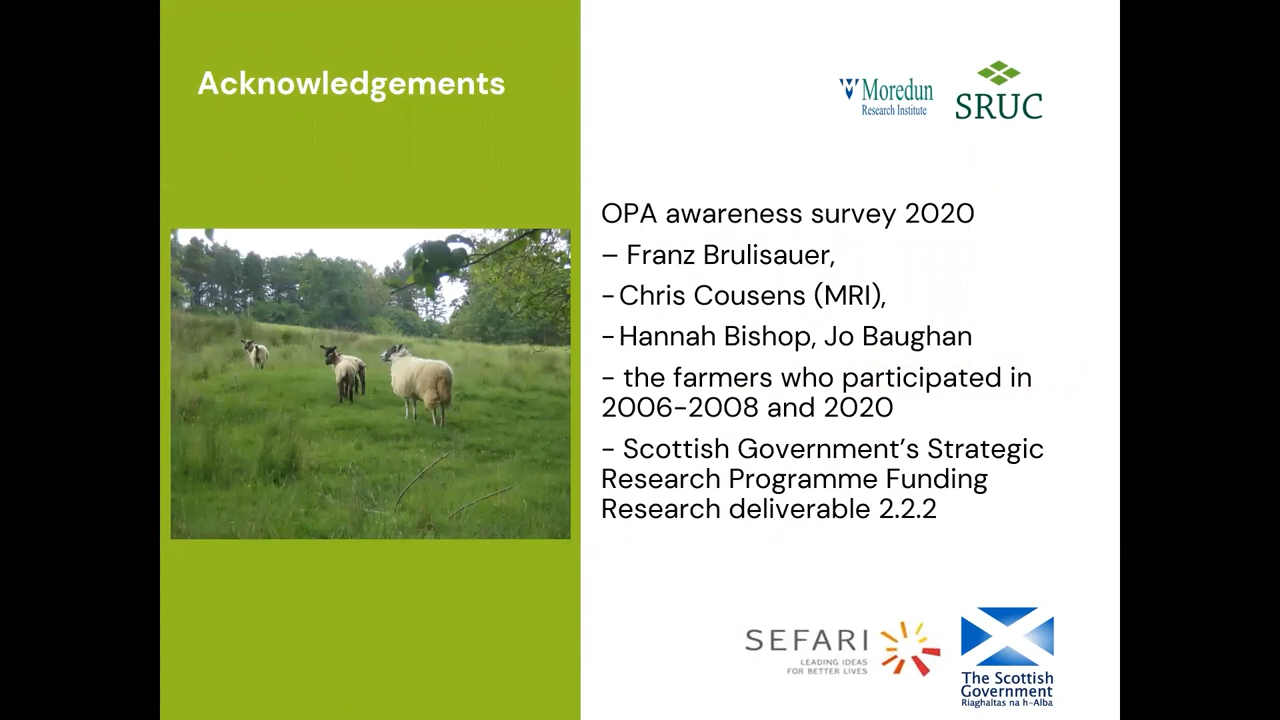 Acknowledgements
Moredun
Research Institute
SRUC
OPA awareness survey 2020
– Franz Brulisauer,
- Chris Cousens (MRI),
- Hannah Bishop, Jo Baughan
- the farmers who participated in
2006-2008 and 2020
- Scottish Government’s Strategic
Research Programme Funding
Research deliverable 2.2.2
SEFARI
LEADING IDEAS
FOR BETTER LIVES
The Scottish
Government
Riaghaltas na h-Alba